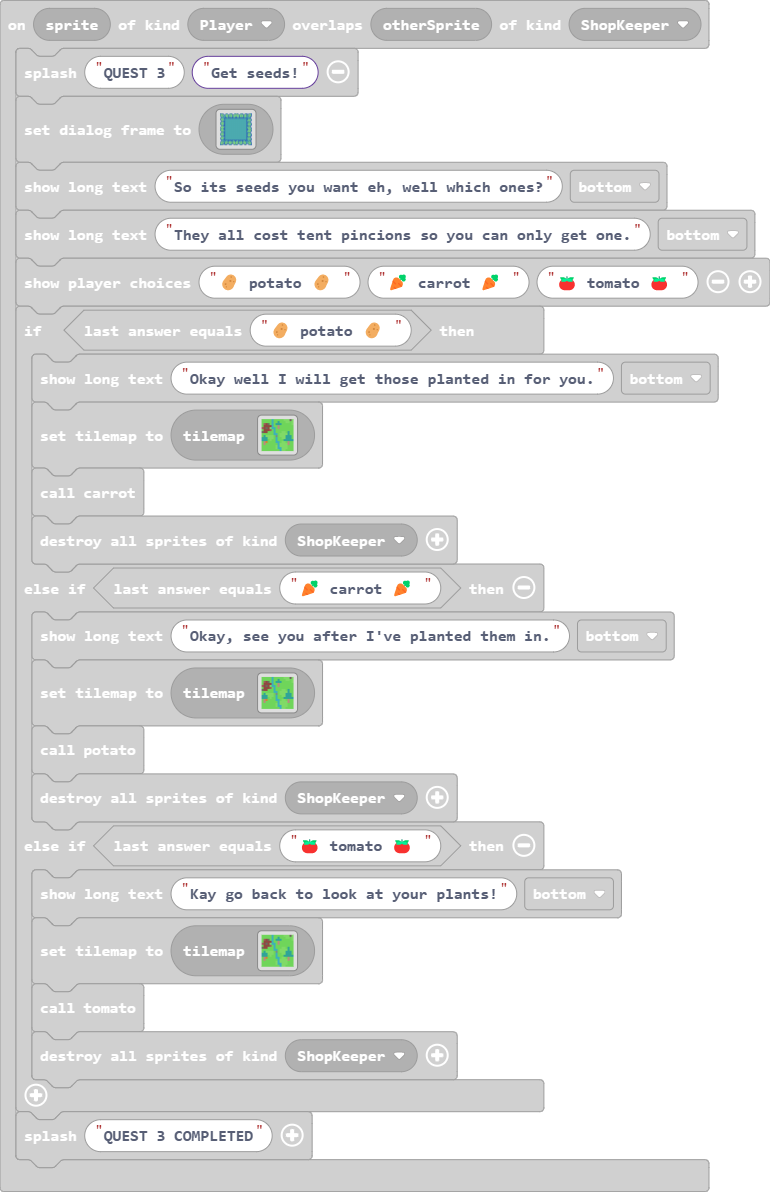 on sprite of kind Player overlaps otherSprite of kind ShopKeeper
splash "QUEST 3" "Get seeds!"
set dialog frame to
show long text "So its seeds you want eh, well which ones?" bottom
show long text "They all cost tent pincions so you can only get one." bottom
show player choices "🥔 potato 🥔 " "🥕 carrot 🥕 " "🍅 tomato 🍅 "
if last answer equals "🥔 potato 🥔 " then
show long text "Okay well I will get those planted in for you." bottom
set tilemap to tilemap
call carrot
destroy all sprites of kind ShopKeeper
else if last answer equals "🥕 carrot 🥕 " then
show long text "Okay, see you after I've planted them in." bottom
set tilemap to tilemap
call potato
destroy all sprites of kind ShopKeeper
else if last answer equals "🍅 tomato 🍅 " then
show long text "Kay go back to look at your plants!" bottom
set tilemap to tilemap
call tomato
destroy all sprites of kind ShopKeeper
splash "QUEST 3 COMPLETED"